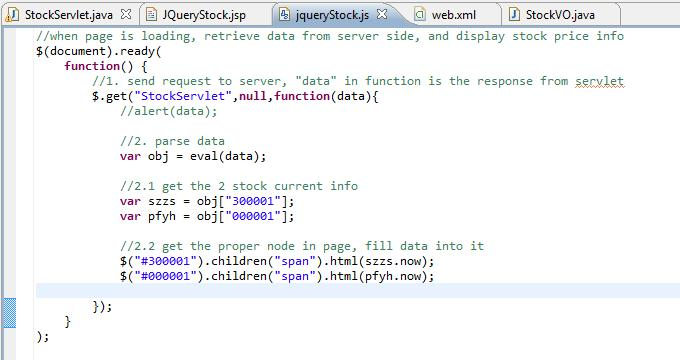 StockServlet.java JQueryStock.jsp jqueryStock.js web.xml StockVO.java
//when page is loading, retrieve data from server side, and display stock price info
$(document).ready(
function() {
//1. send request to server, "data" in function is the response from servlet
$.get("StockServlet",null,function(data){
//alert(data);
//2. parse data
var obj = eval(data);
//2.1 get the 2 stock current info
var szzs = obj["300001"];
var pfyh = obj["000001"];
//2.2 get the proper node in page, fill data into it
$("#300001").children("span").html(szzs.now);
$("#000001").children("span").html(pfyh.now);
});
}
);